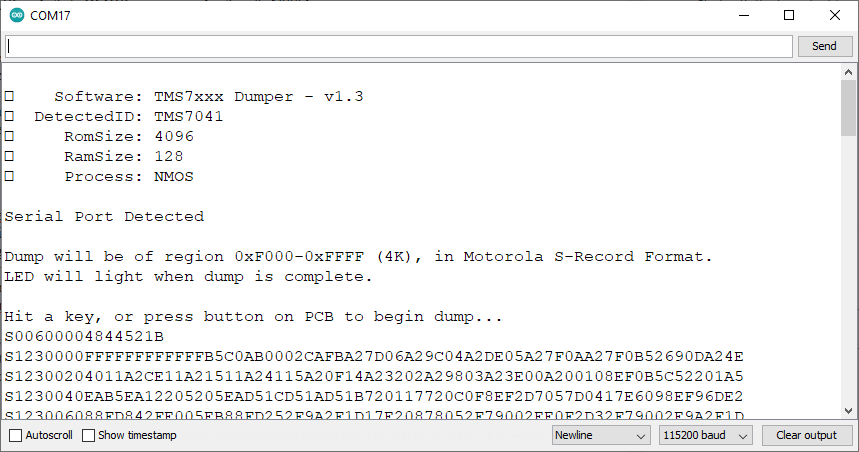 COM17
Send
Software: TMS7xxx Dumper - v1.3
DetectedID: TMS7041
RomSize: 4096
RamSize: 128
Process: NMOS
Serial Port Detected
Dump will be of region 0xF000-0xFFFF (4K), in Motorola S-Record Format.
LED will light when dump is complete.
Hit a key, or press button on PCB to begin dump...
S00600004844521B
S1230000FFFFFFFFFFFFB5C0AB0002CAFBA27D06A29C04A2DE05A27F0AA27F0B52690DA24E
S12300204011A2CE11A21511A24115A20F14A23202A29803A23E00A200108EF0B5C52201A5
S1230040EAB5EA12205205EAD51CD51AD51B720117720C0F8EF2D7057D0417E6098EF96DE2
S123006088FD842FF005FB88FD252F9A2F1D17F20878052F79002FF0F2D32F79002F9A2F1D
Autoscroll
Show timestamp
Newline
115200 baud
Clear output